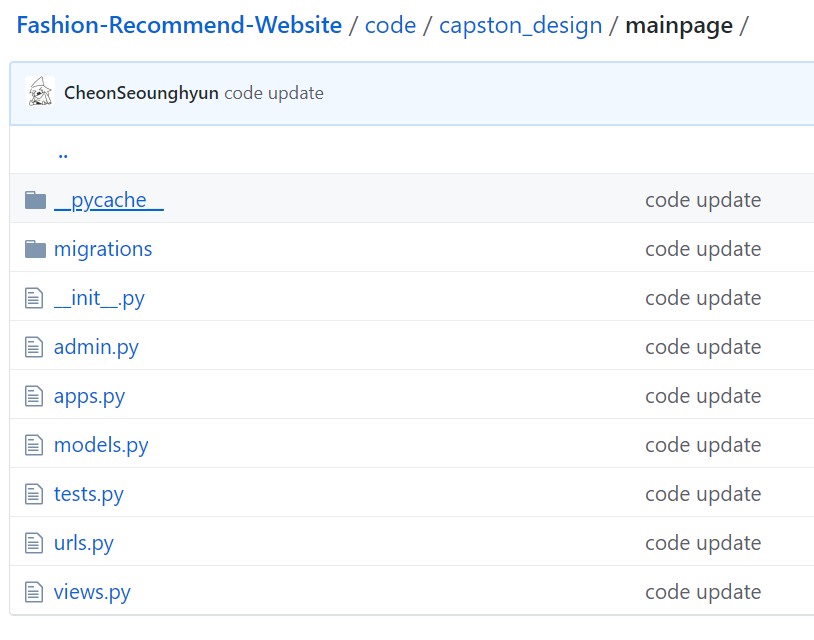 Fashion-Recommend-Website / code / capston_design / mainpage /
CheonSeounghyun code update
..
__pycache__ code update
migrations code update
__init__.py code update
admin.py code update
apps.py code update
models.py code update
tests.py code update
urls.py code update
views.py code update